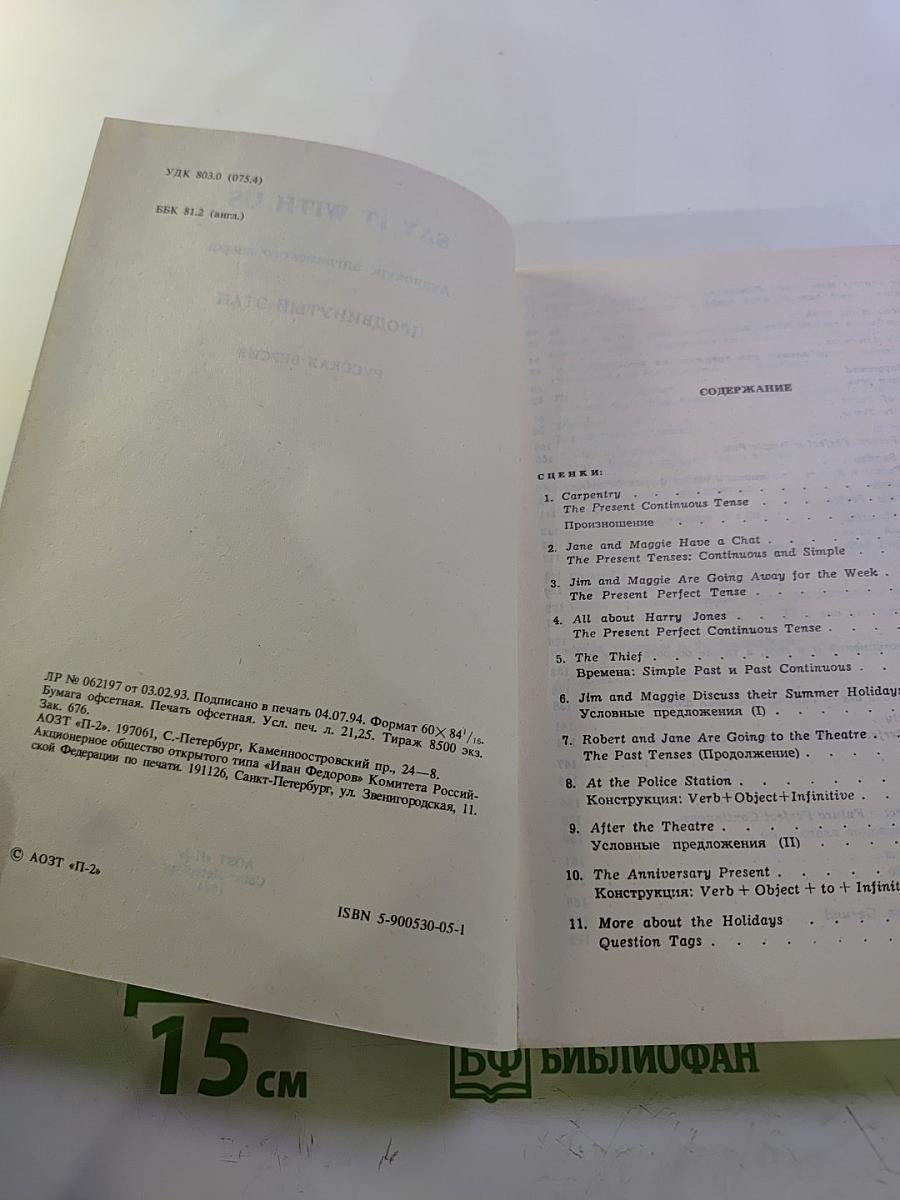 УДК 803.0 (075.4)
ББК 81.2 (англ.)
SAY IT WITH US
ПРОДВИНУТЫЙ ЭТАП
РУССКАЯ ВЕРСИЯ
ЛР № 062197 от 03.02.93. Подписано в печать 04.07.94. Формат 60×84¹/₁₆.
Бумага офсетная. Печать офсетная. Усл. печ. л. 21,25. Тираж 8500 экз.
Зак. 676.
АОЗТ «П-2». 197061, С.-Петербург, Каменноостровский пр., 24—8.
Акционерное общество открытого типа «Иван Федоров» Комитета Россий-
ской Федерации по печати. 191126, Санкт-Петербург, ул. Звенигородская, 11.
© АОЗТ «П-2»
ISBN 5-900530-05-1
СОДЕРЖАНИЕ
СЦЕНКИ:
1. Carpentry . . . . . . . . . . . .
The Present Continuous Tense . . . . . .
Произношение . . . . . . . . . .
2. Jane and Maggie Have a Chat . . . . . .
The Present Tenses: Continuous and Simple . .
3. Jim and Maggie Are Going Away for the Week .
The Present Perfect Tense . . . . . . .
4. All about Harry Jones . . . . . . . .
The Present Perfect Continuous Tense . . . .
5. The Thief . . . . . . . . . . . .
Времена: Simple Past и Past Continuous . .
6. Jim and Maggie Discuss their Summer Holidays
Условные предложения (I) . . . . . . .
7. Robert and Jane Are Going to the Theatre . .
The Past Tenses (Продолжение) . . . . .
8. At the Police Station . . . . . . . .
Конструкция: Verb+Object+Infinitive . .
9. After the Theatre . . . . . . . .
Условные предложения (II) . . . . .
10. The Anniversary Present . . . . . .
Конструкция: Verb + Object + to + Infinit
11. More about the Holidays . . . .
Question Tags . . . . . . . .
15 см
БФ БИБЛИОФАН